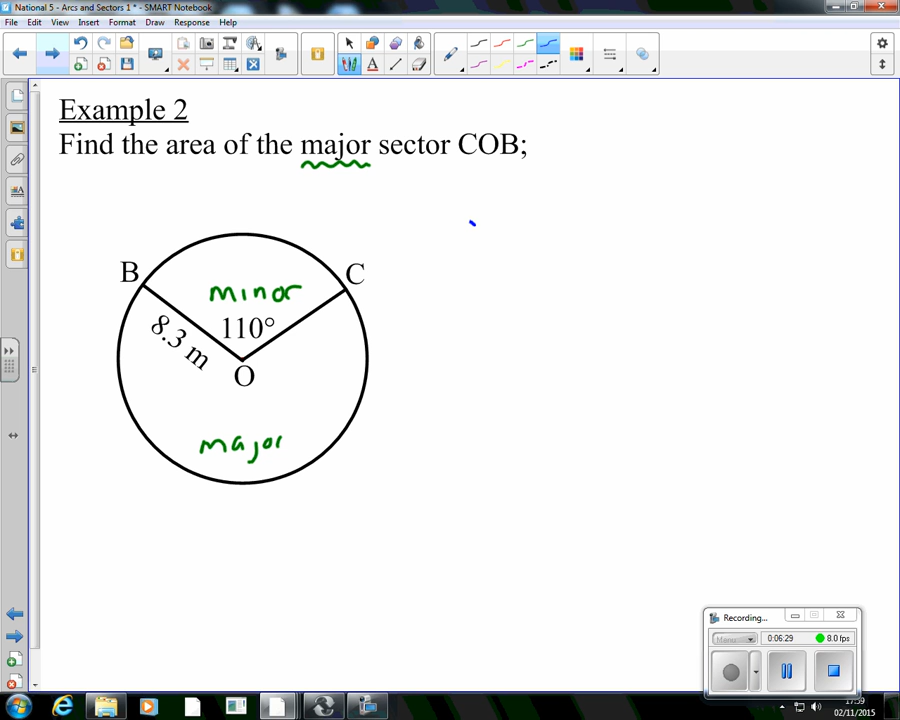 National 5 - Arcs and Sectors 1 * - SMART Notebook
File Edit View Insert Format Draw Response Help
Example 2
Find the area of the major sector COB;
B
C
minor
110°
8.3 m
O
major
Recording...
Menu
0:06:29
8.0 fps
17:59
02/11/2015